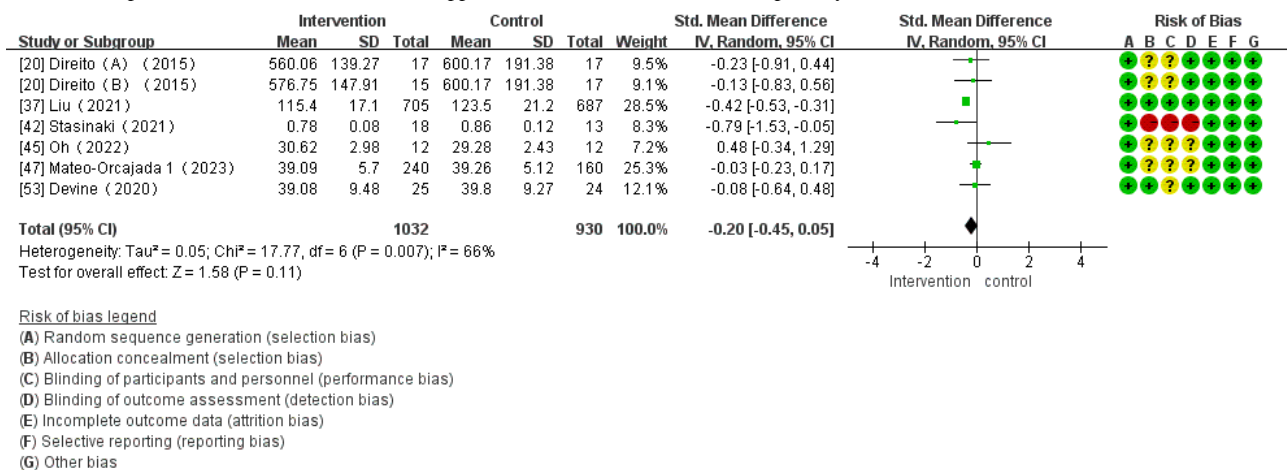 Intervention Control Std. Mean Difference Std. Mean Difference Risk of Bias
Study or Subgroup Mean SD Total Mean SD Total Weight IV, Random, 95% CI IV, Random, 95% CI A B C D E F G
[20] Direito (A) (2015) 560.06 139.27 17 600.17 191.38 17 9.5% -0.23 [-0.91, 0.44] + ? ? + + + +
[20] Direito (B) (2015) 576.75 147.91 15 600.17 191.38 17 9.1% -0.13 [-0.83, 0.56] + ? ? + + + +
[37] Liu (2021) 115.4 17.1 705 123.5 21.2 687 28.5% -0.42 [-0.53, -0.31] + + + + + + +
[42] Stasinaki (2021) 0.78 0.08 18 0.86 0.12 13 8.3% -0.79 [-1.53, -0.05] + - - - + + +
[45] Oh (2022) 30.62 2.98 12 29.28 2.43 12 7.2% 0.48 [-0.34, 1.29] + ? ? ? + + +
[47] Mateo-Orcajada 1 (2023) 39.09 5.7 240 39.26 5.12 160 25.3% -0.03 [-0.23, 0.17] + ? ? ? + + +
[53] Devine (2020) 39.08 9.48 25 39.8 9.27 24 12.1% -0.08 [-0.64, 0.48] + + ? + + + +
Total (95% CI) 1032 930 100.0% -0.20 [-0.45, 0.05]
Heterogeneity: Tau² = 0.05; Chi² = 17.77, df = 6 (P = 0.007); I² = 66%
Test for overall effect: Z = 1.58 (P = 0.11)
-4 -2 0 2 4
Intervention control
Risk of bias legend
(A) Random sequence generation (selection bias)
(B) Allocation concealment (selection bias)
(C) Blinding of participants and personnel (performance bias)
(D) Blinding of outcome assessment (detection bias)
(E) Incomplete outcome data (attrition bias)
(F) Selective reporting (reporting bias)
(G) Other bias